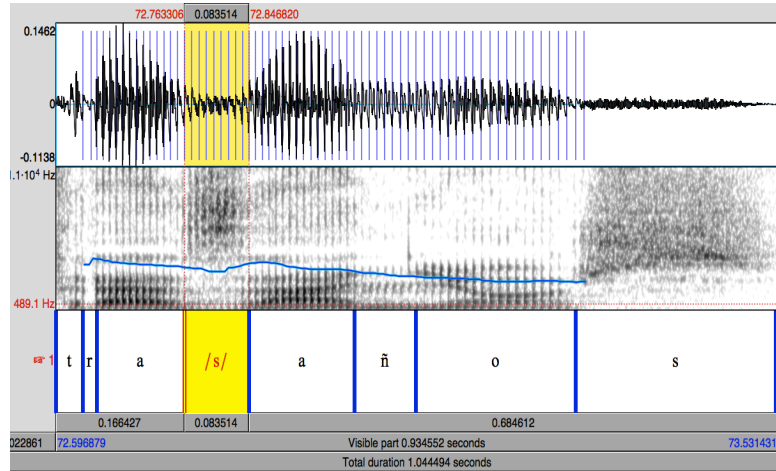 72.763306 0.083514 72.846820
0.1462
0
-0.1138
1.1·10⁴ Hz
489.1 Hz
1 t r a /s/ a ñ o s
0.166427 0.083514 0.684612
022861 72.596879 Visible part 0.934552 seconds 73.531431
Total duration 1.044494 seconds